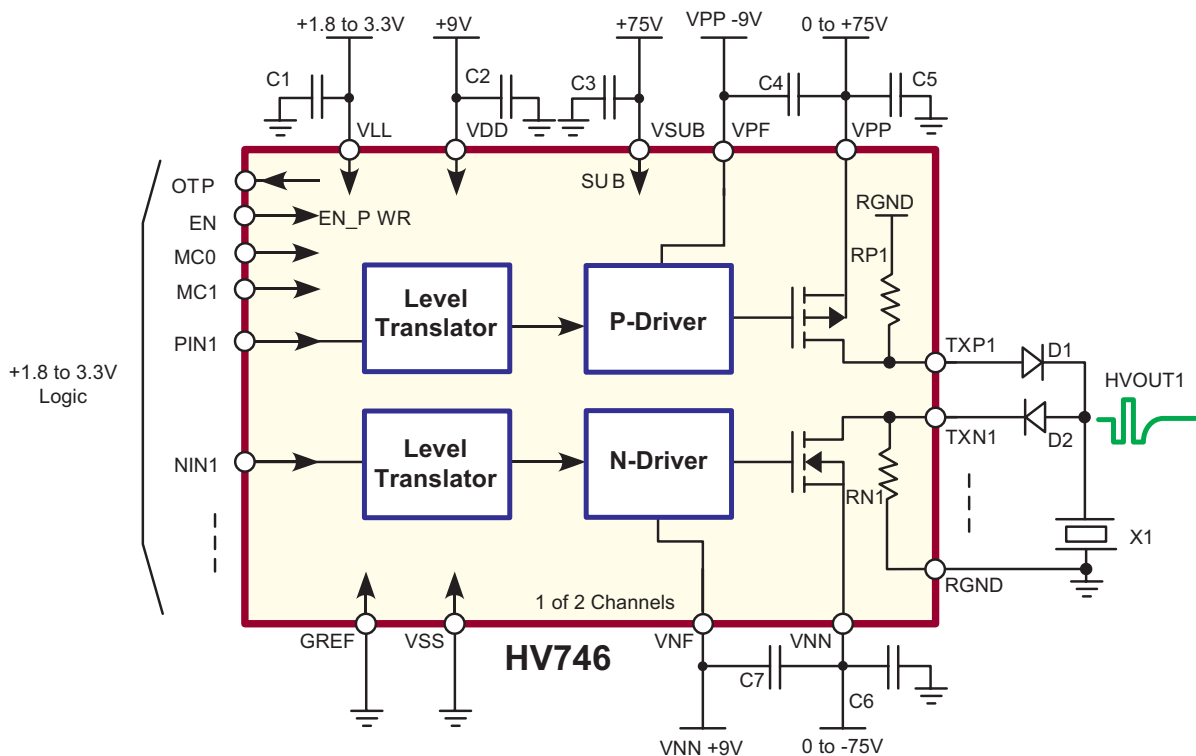 +1.8 to 3.3V
+9V
+75V
VPP -9V
0 to +75V
C1
C2
C3
C4
C5
VLL
VDD
VSUB
VPF
VPP
OTP
SUB
RGND
EN
EN_P WR
MC0
RP1
MC1
Level
Translator
P-Driver
PIN1
TXP1
D1
+1.8 to 3.3V
Logic
HVOUT1
TXN1
D2
Level
Translator
N-Driver
NIN1
RN1
X1
RGND
1 of 2 Channels
GREF
VSS
VNF
VNN
HV746
C7
C6
VNN +9V
0 to -75V